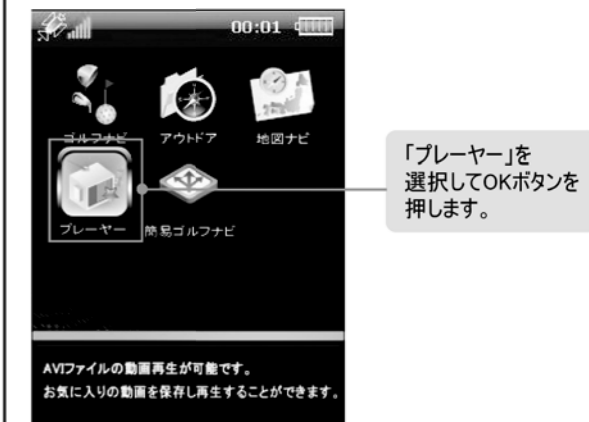 00:01
ゴルフナビ アウトドア 地図ナビ
プレーヤー 簡易ゴルフナビ
「プレーヤー」を
選択してOKボタンを
押します。
AVIファイルの動画再生が可能です。
お気に入りの動画を保存し再生することができます。